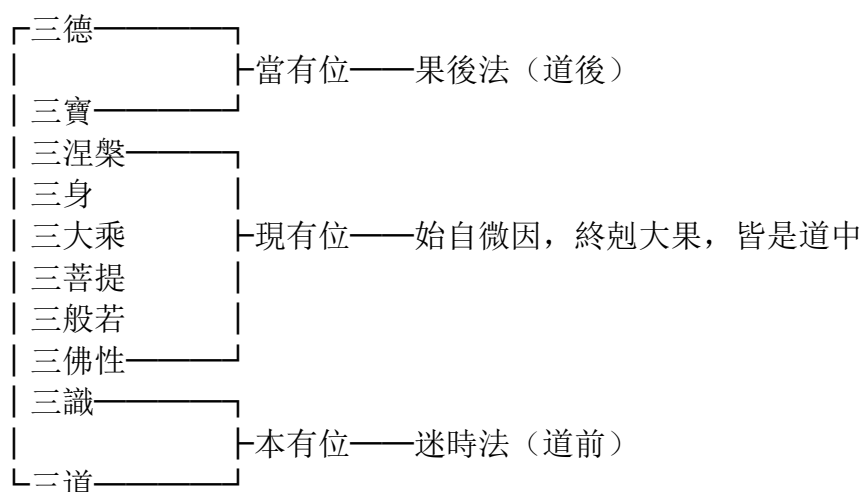 三德
當有位——果後法（道後）
三寶
三涅槃
三身
三大乘 現有位——始自微因，終剋大果，皆是道中
三菩提
三般若
三佛性
三識
本有位——迷時法（道前）
三道